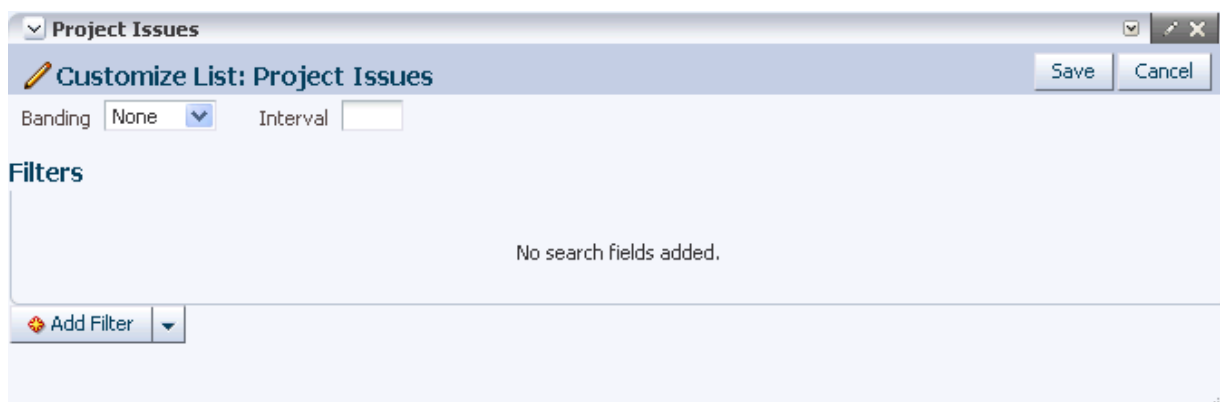 Project Issues
Customize List: Project Issues
Save
Cancel
Banding None
Interval
Filters
No search fields added.
Add Filter